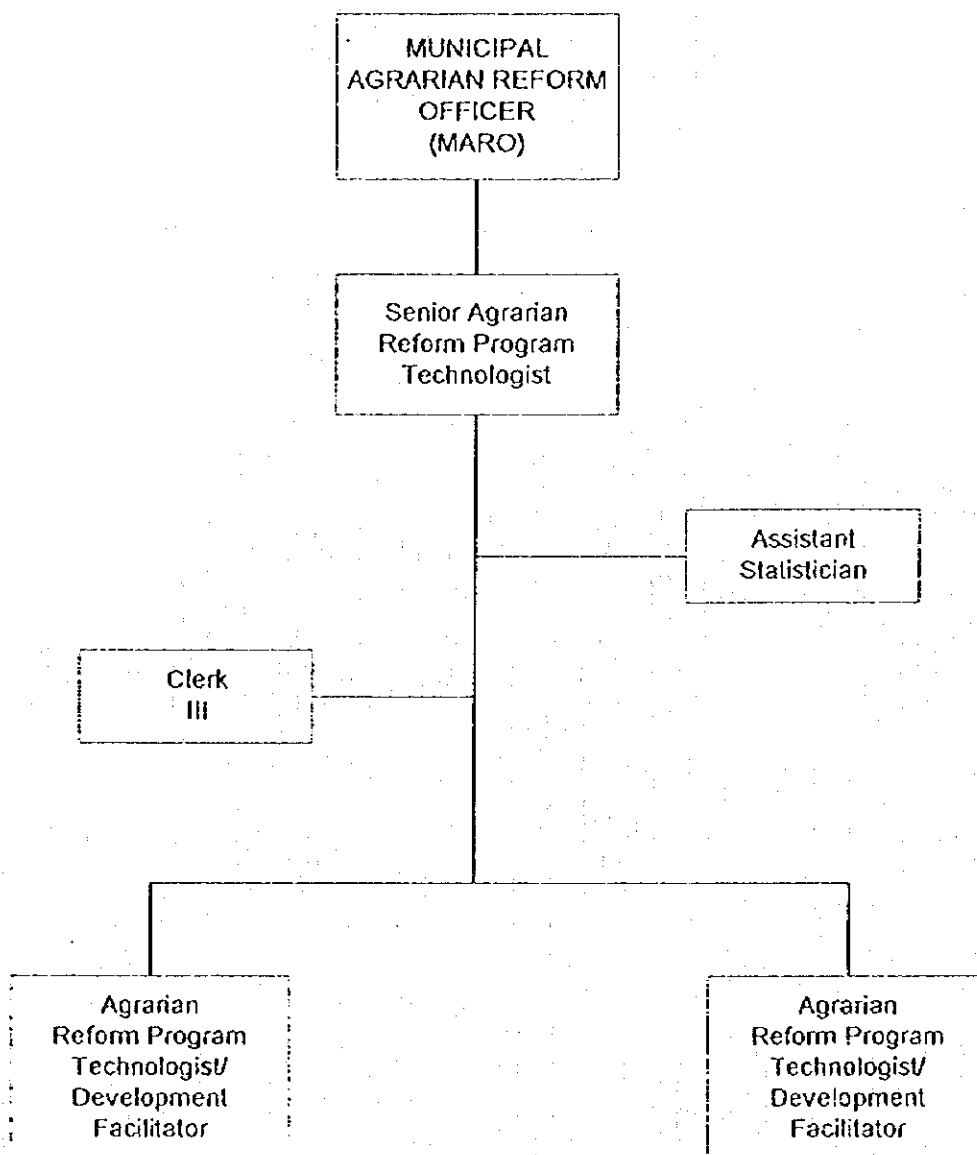 MUNICIPAL
AGRARIAN REFORM
OFFICER
(MARO)
Senior Agrarian
Reform Program
Technologist
Assistant
Statistician
Clerk
III
Agrarian
Reform Program
Technologist/
Development
Facilitator
Agrarian
Reform Program
Technologist/
Development
Facilitator